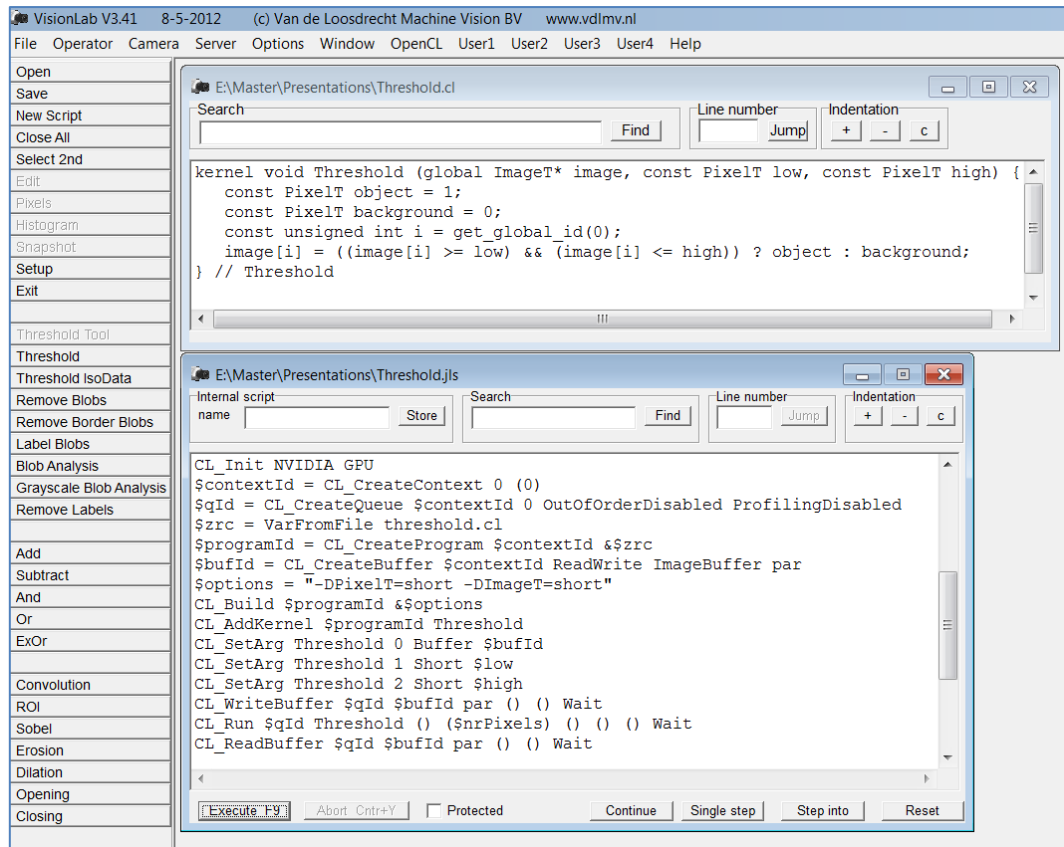 VisionLab V3.41 8-5-2012 (c) Van de Loosdrecht Machine Vision BV www.vdlmv.nl
File Operator Camera Server Options Window OpenCL User1 User2 User3 User4 Help
Open
Save
New Script
Close All
Select 2nd
Edit
Pixels
Histogram
Snapshot
Setup
Exit
Threshold Tool
Threshold
Threshold IsoData
Remove Blobs
Remove Border Blobs
Label Blobs
Blob Analysis
Grayscale Blob Analysis
Remove Labels
Add
Subtract
And
Or
ExOr
Convolution
ROI
Sobel
Erosion
Dilation
Opening
Closing
E:\Master\Presentations\Threshold.cl
Search Line number Indentation
Find Jump + - c
kernel void Threshold (global ImageT* image, const PixelT low, const PixelT high) {
const PixelT object = 1;
const PixelT background = 0;
const unsigned int i = get_global_id(0);
image[i] = ((image[i] >= low) && (image[i] <= high)) ? object : background;
} // Threshold
E:\Master\Presentations\Threshold.jls
Internal script Search Line number Indentation
name Store Find Jump + - c
CL_Init NVIDIA GPU
$contextId = CL_CreateContext 0 (0)
$qId = CL_CreateQueue $contextId 0 OutOfOrderDisabled ProfilingDisabled
$zrc = VarFromFile threshold.cl
$programId = CL_CreateProgram $contextId &$zrc
$bufId = CL_CreateBuffer $contextId ReadWrite ImageBuffer par
$options = "-DPixelT=short -DImageT=short"
CL_Build $programId &$options
CL_AddKernel $programId Threshold
CL_SetArg Threshold 0 Buffer $bufId
CL_SetArg Threshold 1 Short $low
CL_SetArg Threshold 2 Short $high
CL_WriteBuffer $qId $bufId par () () Wait
CL_Run $qId Threshold () ($nrPixels) () () () Wait
CL_ReadBuffer $qId $bufId par () () Wait
Execute F9 Abort Cntr+Y Protected Continue Single step Step into Reset